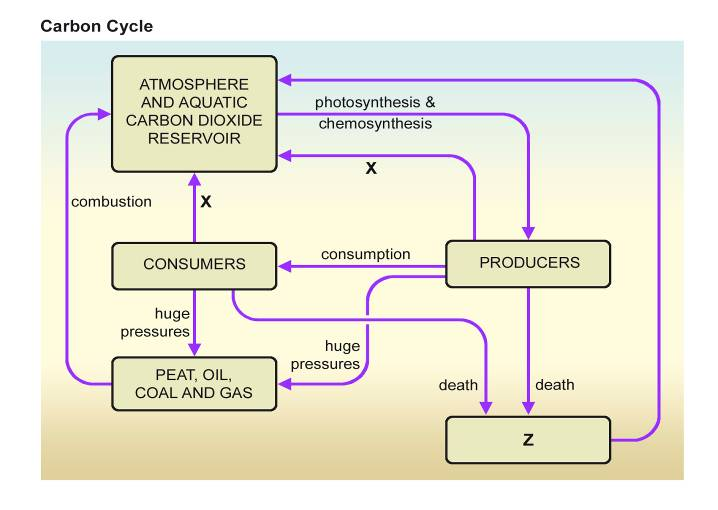 Carbon Cycle
ATMOSPHERE
AND AQUATIC
CARBON DIOXIDE
RESERVOIR
photosynthesis &
chemosynthesis
X
combustion
X
CONSUMERS
consumption
PRODUCERS
huge
pressures
huge
pressures
PEAT, OIL,
COAL AND GAS
death
death
Z